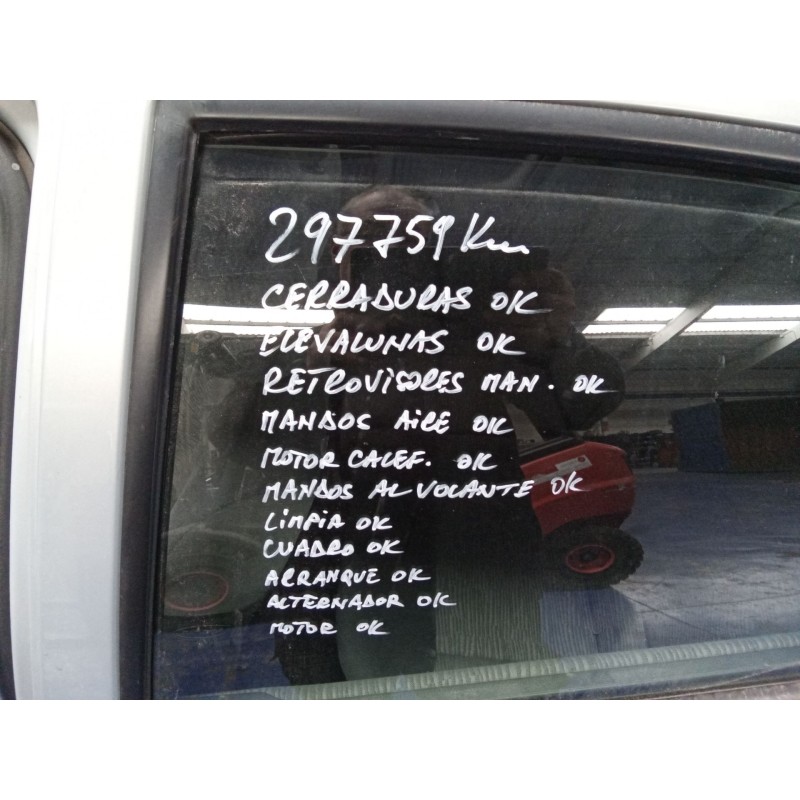 297759 Km
CERRADURAS OK
ELEVALUNAS OK
RETROVISORES MAN. OK
MANDOS AIRE OK
MOTOR CALEF. OK
MANDOS AL VOLANTE OK
LIMPIA OK
CUADRO OK
ARRANQUE OK
ALTERNADOR OK
MOTOR OK